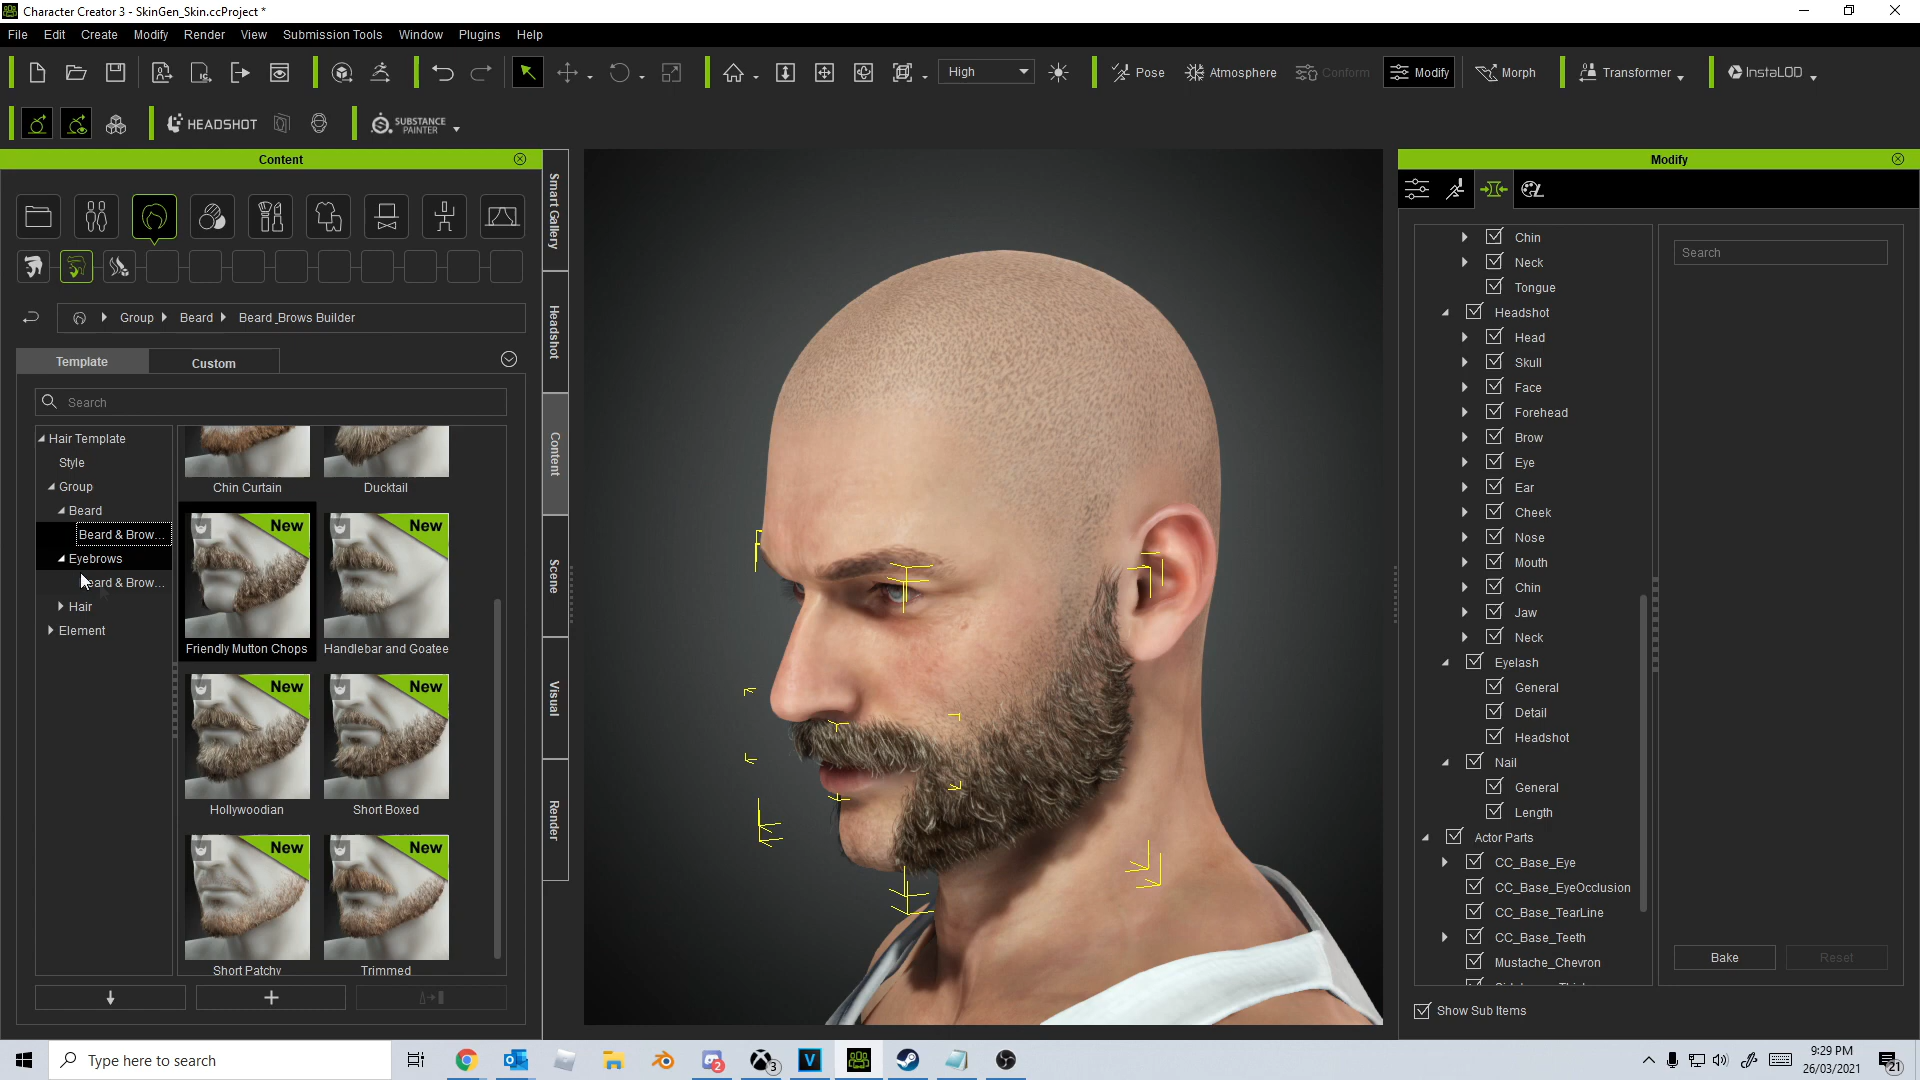 Character Creator 3 - SkinGen_Skin.ccProject *
File Edit Create Modify Render View Submission Tools Window Plugins Help
High Pose Atmosphere Conform Modify Morph Transformer InstaLOD
HEADSHOT SUBSTANCE PAINTER
Content
Group Beard Beard_Brows Builder
Template Custom
Search
Hair Template
Style
Group
Beard
Beard & Brow...
Eyebrows
Beard & Brow...
Hair
Element
Chin Curtain Ducktail
New New
Friendly Mutton Chops Handlebar and Goatee
New New
Hollywoodian Short Boxed
New New
Short Patchy Trimmed
Smart Gallery
Headshot
Content
Scene
Visual
Render
Modify
Search
Chin
Neck
Tongue
Headshot
Head
Skull
Face
Forehead
Brow
Eye
Ear
Cheek
Nose
Mouth
Chin
Jaw
Neck
Eyelash
General
Detail
Headshot
Nail
General
Length
Actor Parts
CC_Base_Eye
CC_Base_EyeOcclusion
CC_Base_TearLine
CC_Base_Teeth
Mustache_Chevron
Bake Reset
Show Sub Items
Type here to search
2
3
9:29 PM
26/03/2021
21